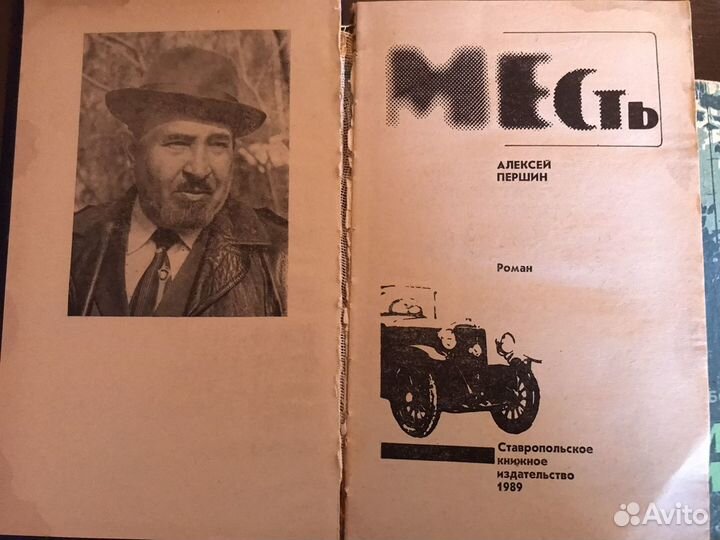 Месть
АЛЕКСЕЙ
ПЕРШИН
Роман
Ставропольское
книжное
издательство
1989
Avito